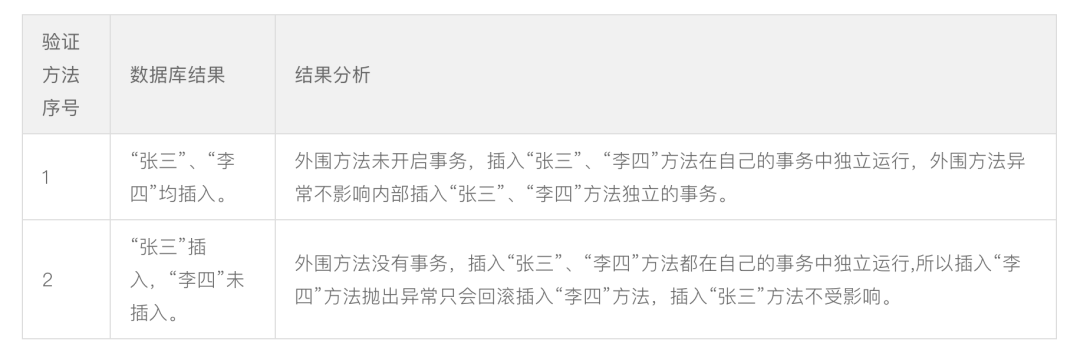 验证
方法
序号
数据库结果
结果分析
1
“张三”、“李
四”均插入。
外围方法未开启事务，插入“张三”、“李四”方法在自己的事务中独立运行，外围方法异
常不影响内部插入“张三”、“李四”方法独立的事务。
2
“张三”插
入，“李四”未
插入。
外围方法没有事务，插入“张三”、“李四”方法都在自己的事务中独立运行,所以插入“李
四”方法抛出异常只会回滚插入“李四”方法，插入“张三”方法不受影响。